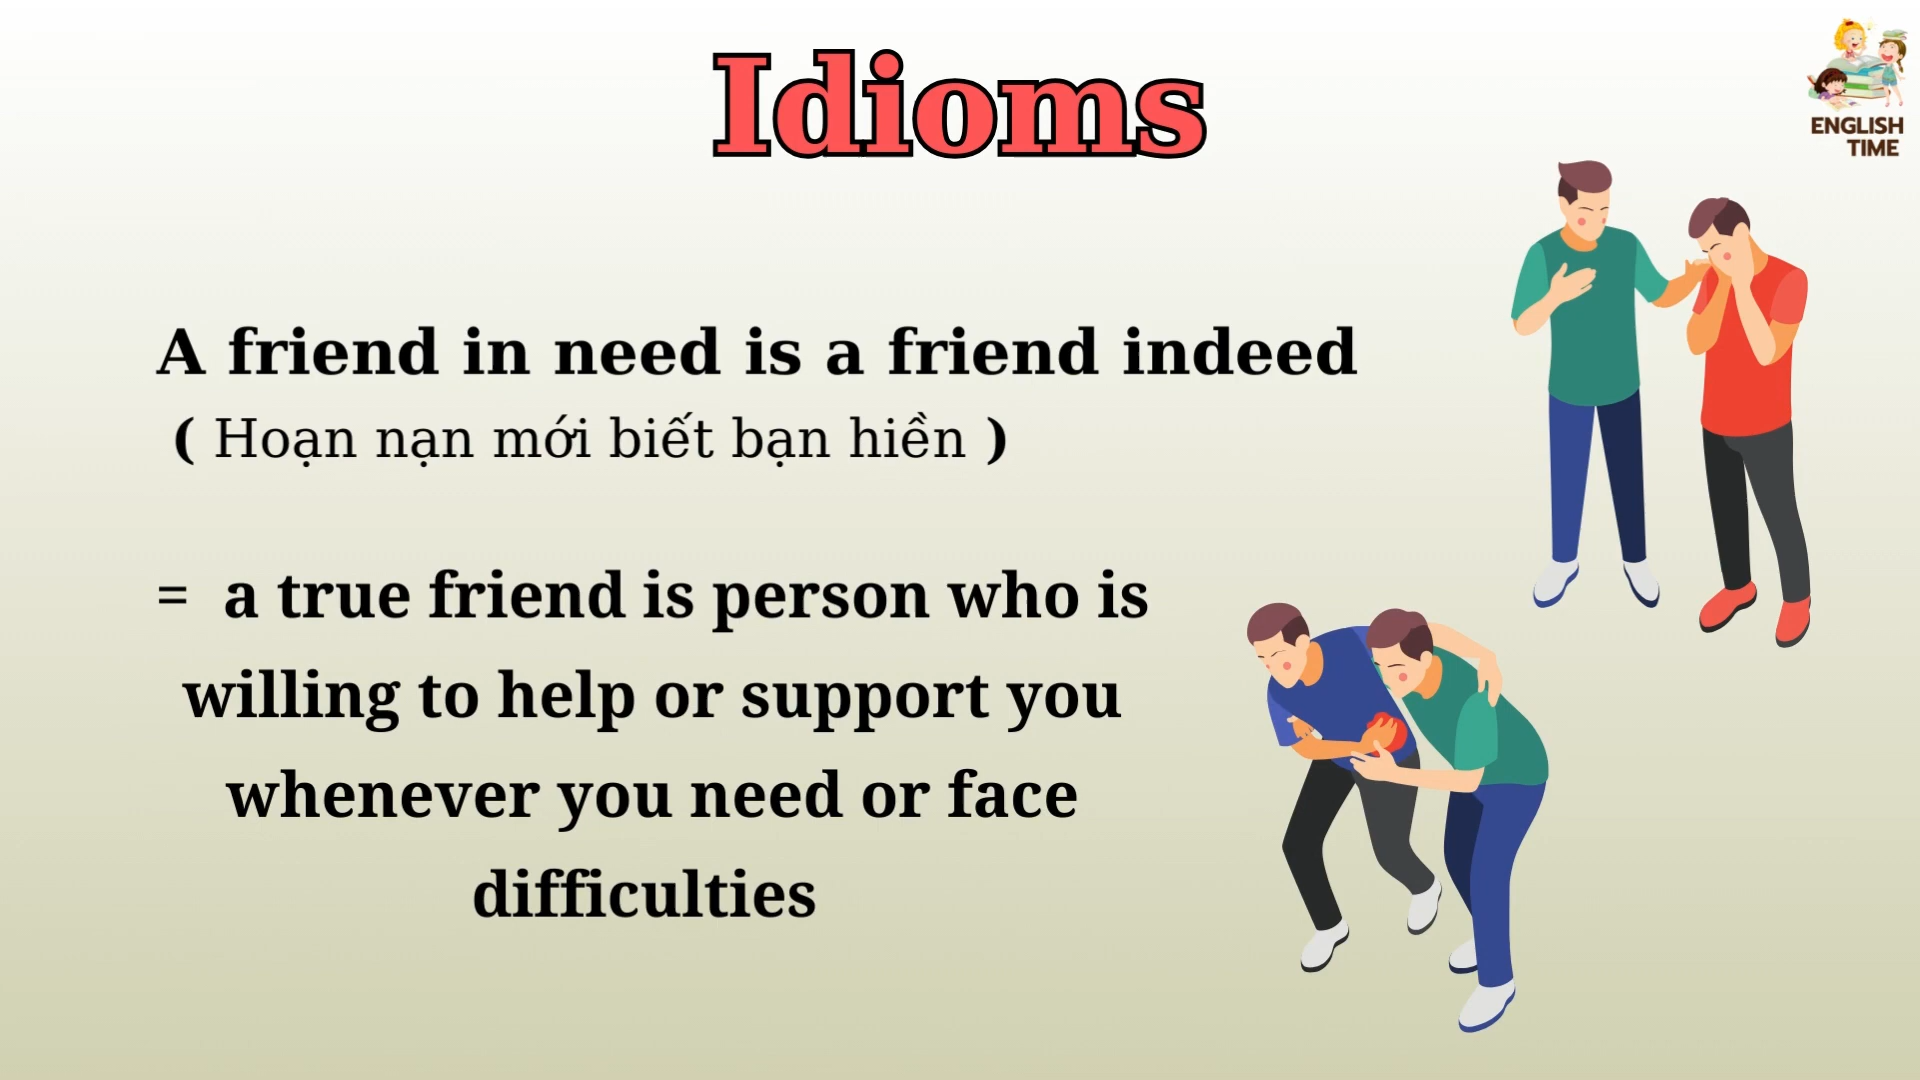 Idioms
ENGLISH
TIME
A friend in need is a friend indeed
( Hoạn nạn mới biết bạn hiền )
= a true friend is person who is
willing to help or support you
whenever you need or face
difficulties